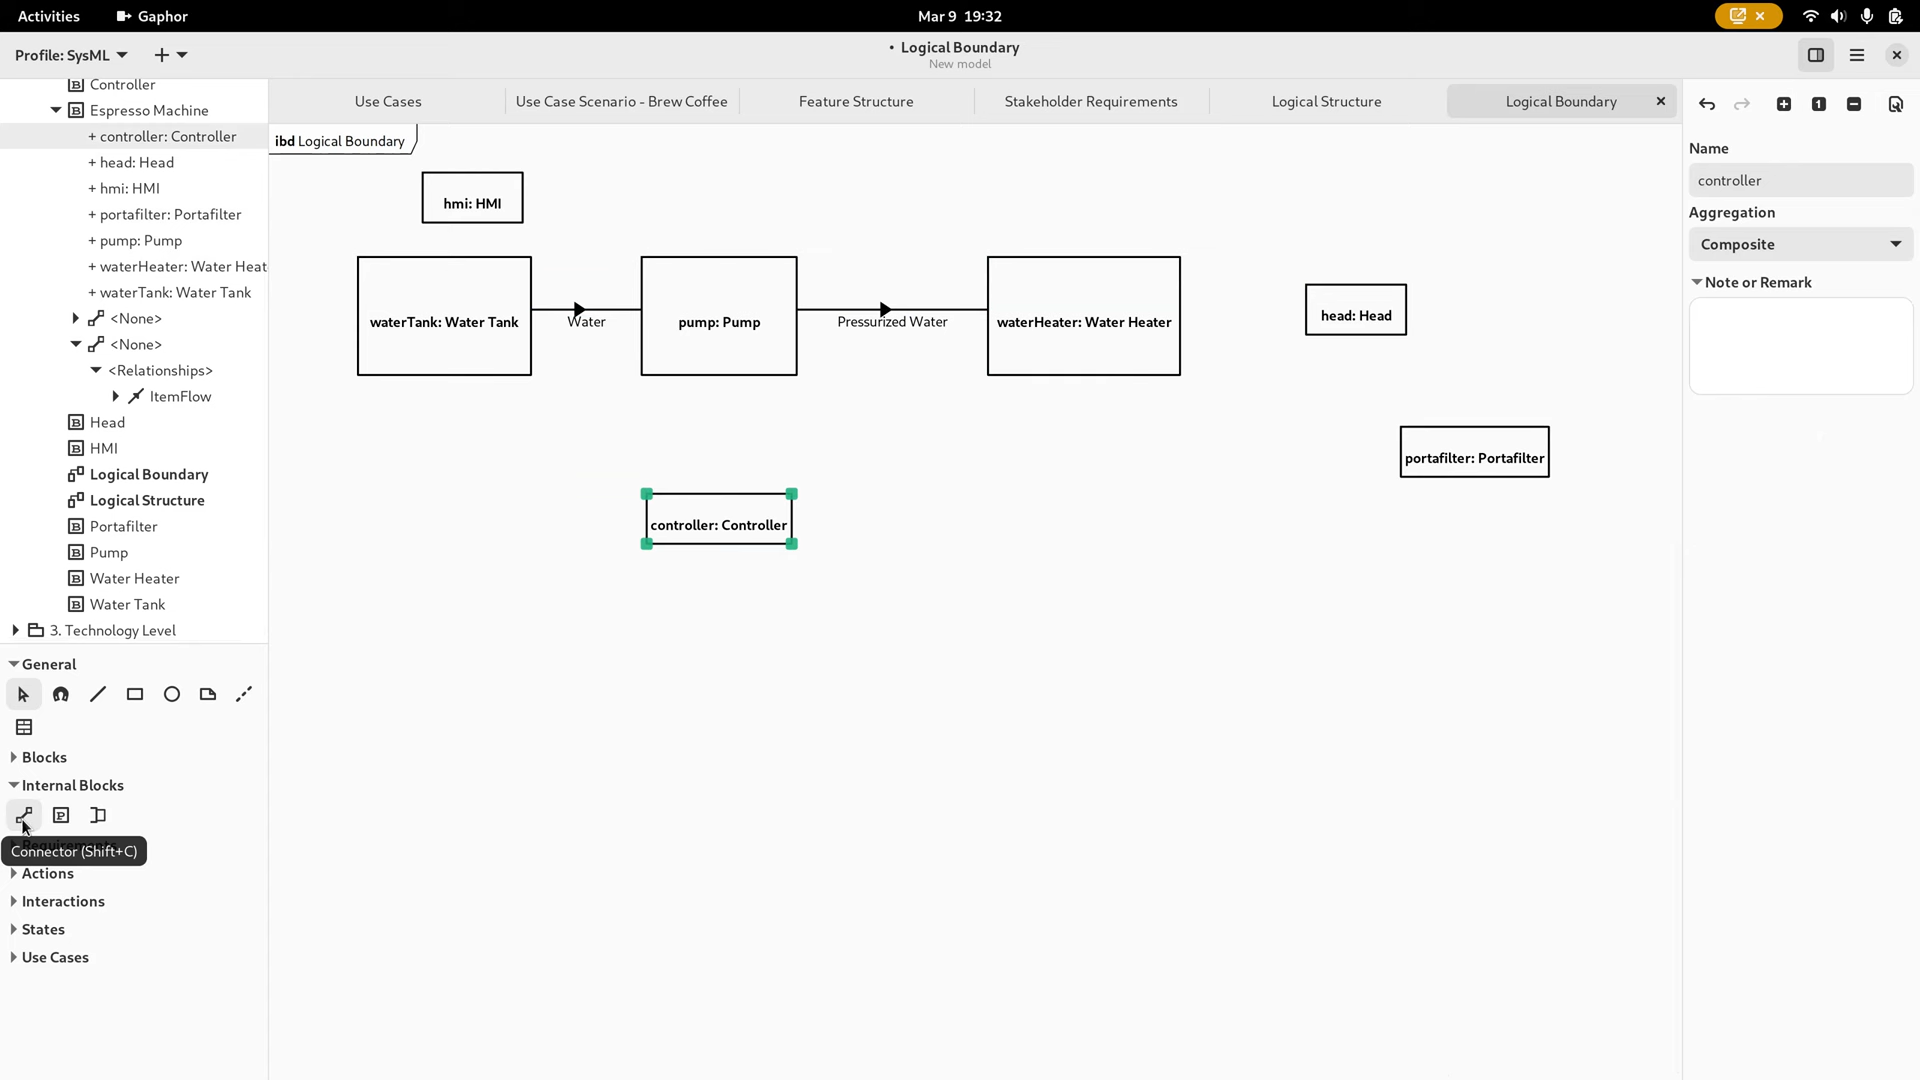 Activities
Gaphor
Mar 9 19:32
Profile: SysML
• Logical Boundary
New model
Controller
Espresso Machine
+ controller: Controller
+ head: Head
+ hmi: HMI
+ portafilter: Portafilter
+ pump: Pump
+ waterHeater: Water Heat
+ waterTank: Water Tank
<None>
<None>
<Relationships>
ItemFlow
Head
HMI
Logical Boundary
Logical Structure
Portafilter
Pump
Water Heater
Water Tank
3. Technology Level
General
Blocks
Internal Blocks
Requirements
Connector (Shift+C)
Actions
Interactions
States
Use Cases
Use Cases
Use Case Scenario - Brew Coffee
Feature Structure
Stakeholder Requirements
Logical Structure
Logical Boundary
ibd Logical Boundary
hmi: HMI
waterTank: Water Tank
Water
pump: Pump
Pressurized Water
waterHeater: Water Heater
head: Head
portafilter: Portafilter
controller: Controller
1
Name
controller
Aggregation
Composite
Note or Remark